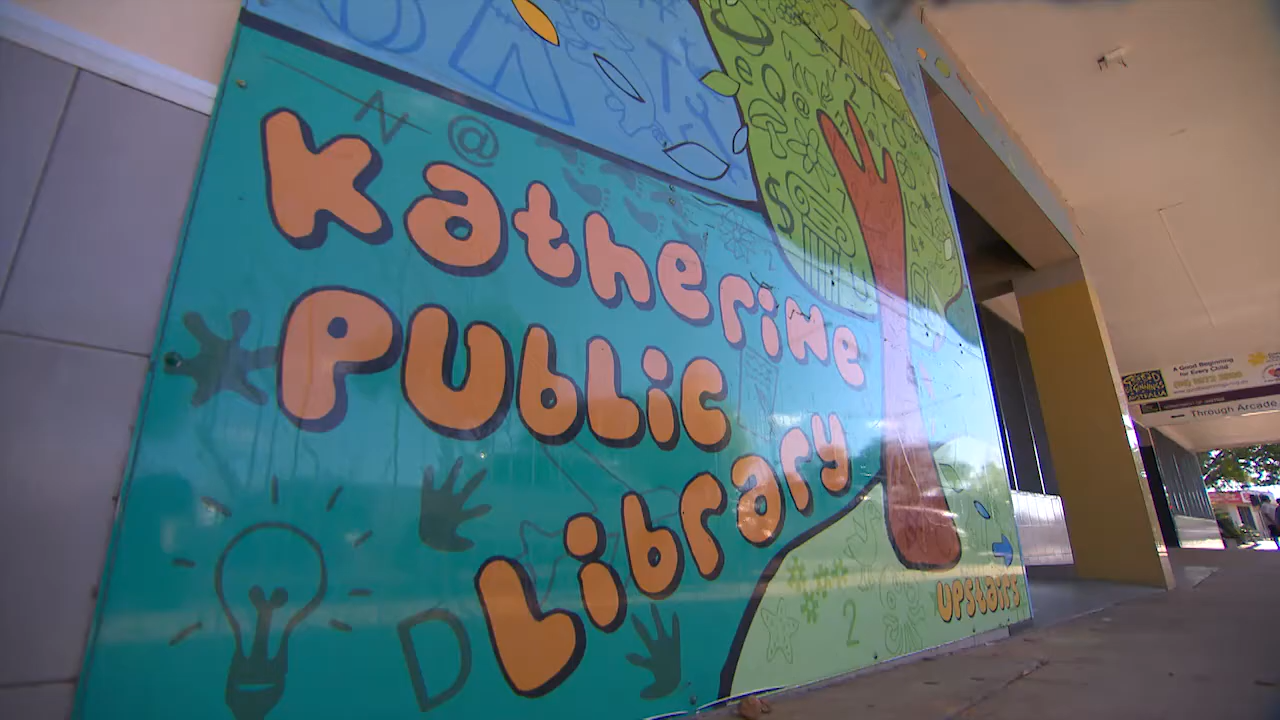 Katherine
PUBLic
Library
upstairs
A Good Beginning
for Every Child
Through Arcade